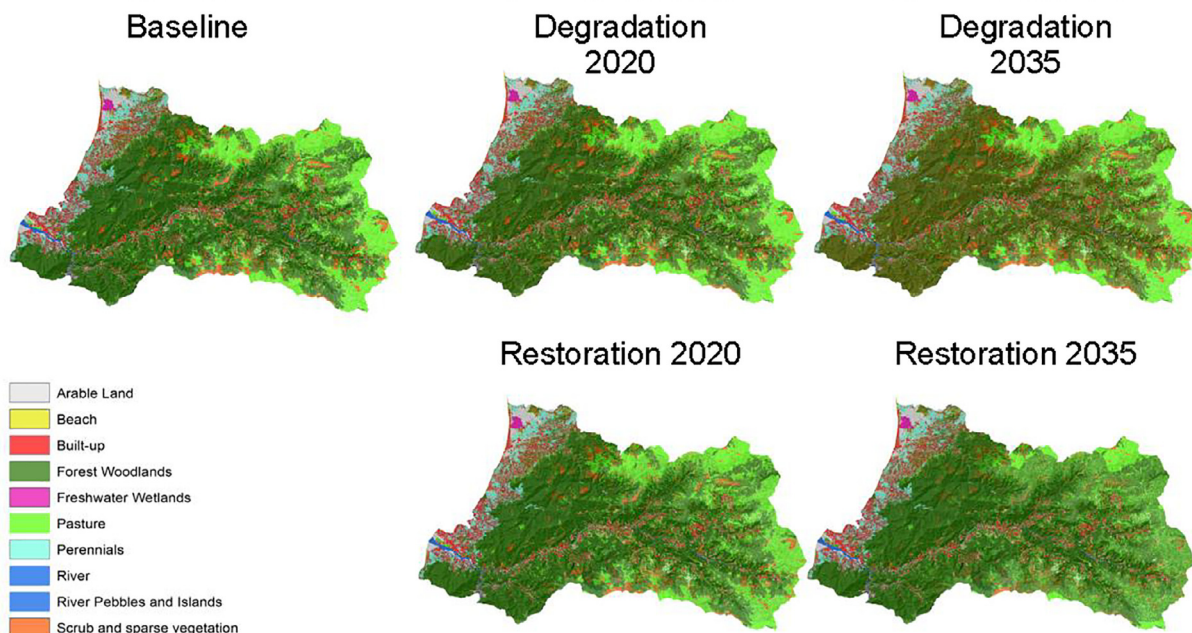 Baseline
Degradation
2020
Degradation
2035
Restoration 2020
Restoration 2035
Arable Land
Beach
Built-up
Forest Woodlands
Freshwater Wetlands
Pasture
Perennials
River
River Pebbles and Islands
Scrub and sparse vegetation